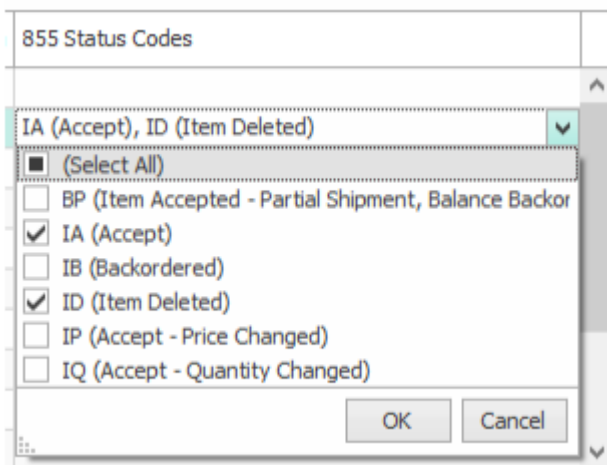 855 Status Codes
IA (Accept), ID (Item Deleted)
(Select All)
BP (Item Accepted - Partial Shipment, Balance Backor
IA (Accept)
IB (Backordered)
ID (Item Deleted)
IP (Accept - Price Changed)
IQ (Accept - Quantity Changed)
OK Cancel